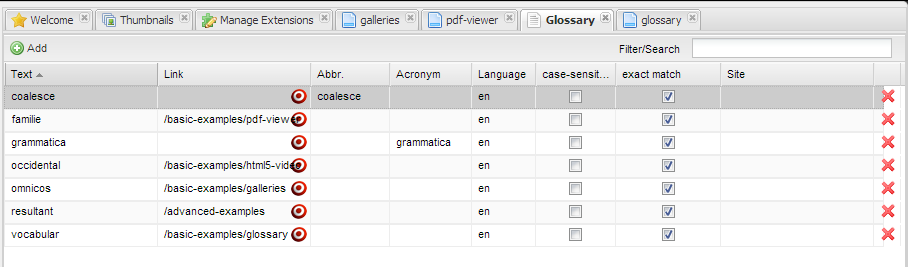 Welcome Thumbnails Manage Extensions galleries pdf-viewer Glossary glossary
Add Filter/Search
Text Link Abbr. Acronym Language case-sensit... exact match Site
coalesce coalesce en
familie /basic-examples/pdf-viewe en
grammatica grammatica en
occidental /basic-examples/html5-video en
omnicos /basic-examples/galleries en
resultant /advanced-examples en
vocabular /basic-examples/glossary en